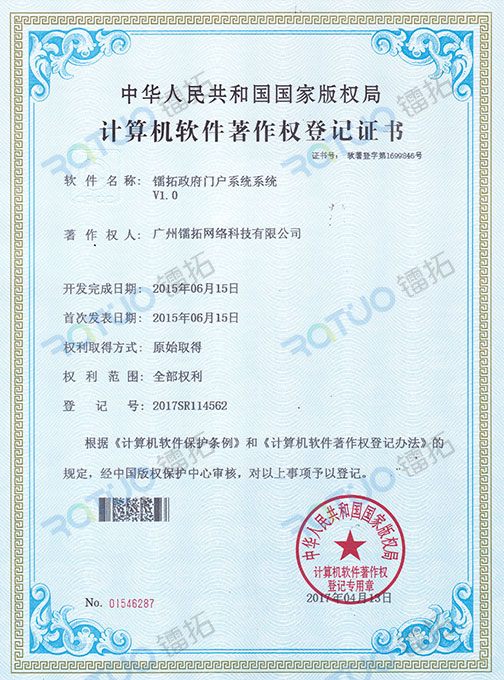 中华人民共和国国家版权局
计算机软件著作权登记证书
证书号: 软著登字第1699846号
软件名称: 镭拓政府门户系统系统
V1.0
著作权人: 广州镭拓网络科技有限公司
开发完成日期: 2015年06月15日
首次发表日期: 2015年06月15日
权利取得方式: 原始取得
权利范围: 全部权利
登记号: 2017SR114562
根据《计算机软件保护条例》和《计算机软件著作权登记办法》的
规定，经中国版权保护中心审核，对以上事项予以登记。
中华人民共和国国家版权局
计算机软件著作权
登记专用章
2017年04月13日
No. 01546287
RATUO 镭拓
RATUO 镭拓
RATUO 镭拓
RATUO 镭拓
RATUO 镭拓
RATUO 镭拓